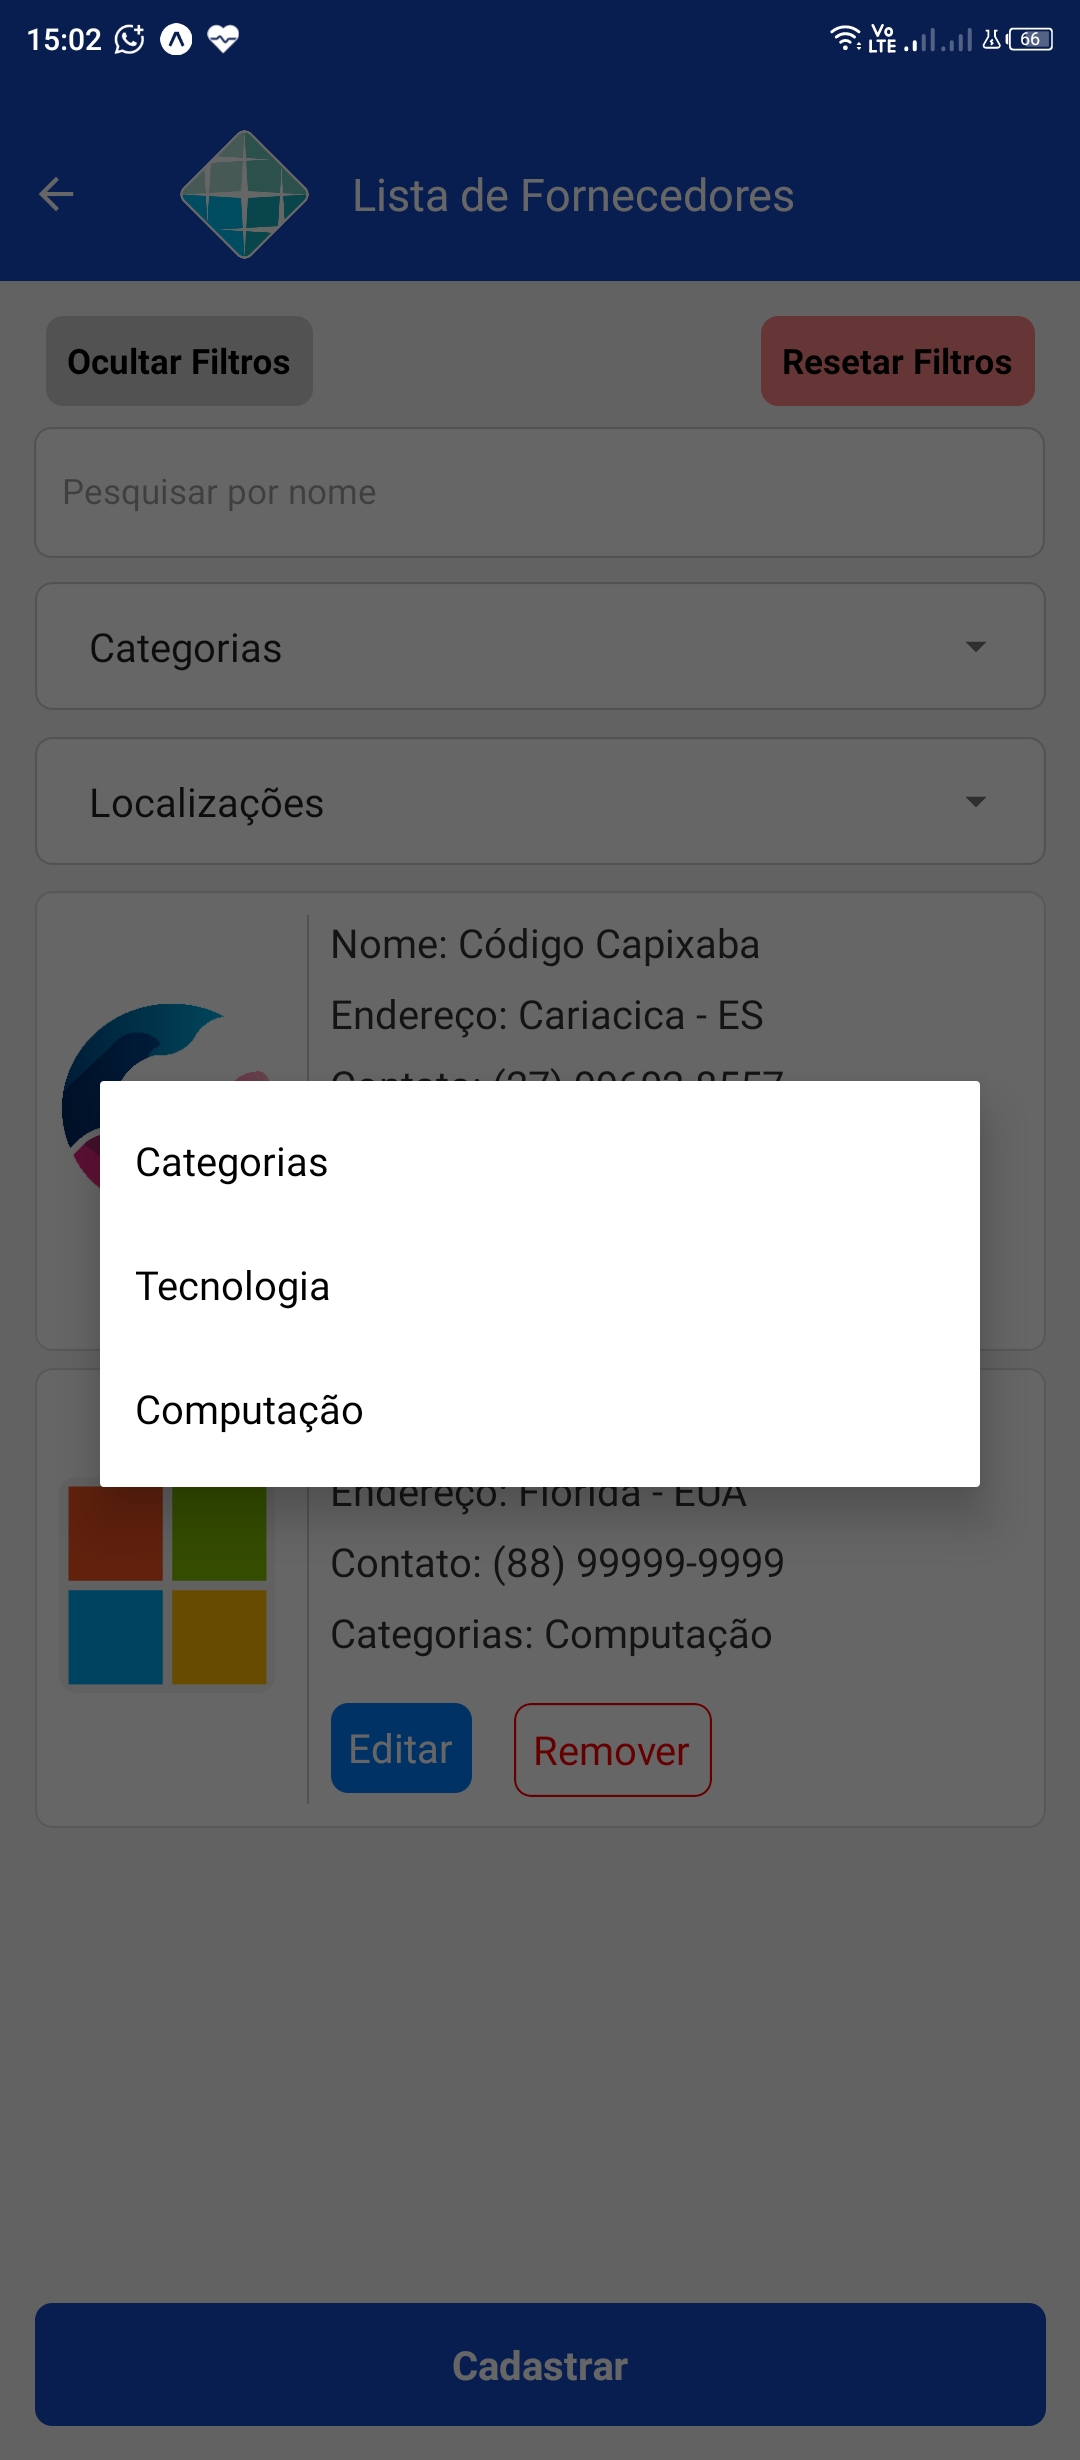 15:02
Vo LTE
66
Lista de Fornecedores
Ocultar Filtros
Resetar Filtros
Pesquisar por nome
Categorias
Localizações
Nome: Código Capixaba
Endereço: Cariacica - ES
Categorias
Tecnologia
Computação
Endereço: Florida - EUA
Contato: (88) 99999-9999
Categorias: Computação
Editar
Remover
Cadastrar